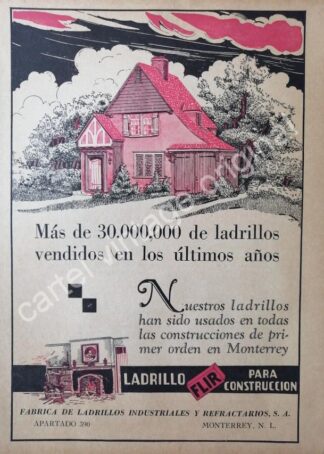 Más de 30.000,000 de ladrillos
vendidos en los últimos años
Nuestros ladrillos
han sido usados en todas
las construcciones de pri-
mer orden en Monterrey
LADRILLO FLIR PARA CONSTRUCCION
FABRICA DE LADRILLOS INDUSTRIALES Y REFRACTARIOS, S. A.
APARTADO 390 MONTERREY, N. L.
cartel vintage original